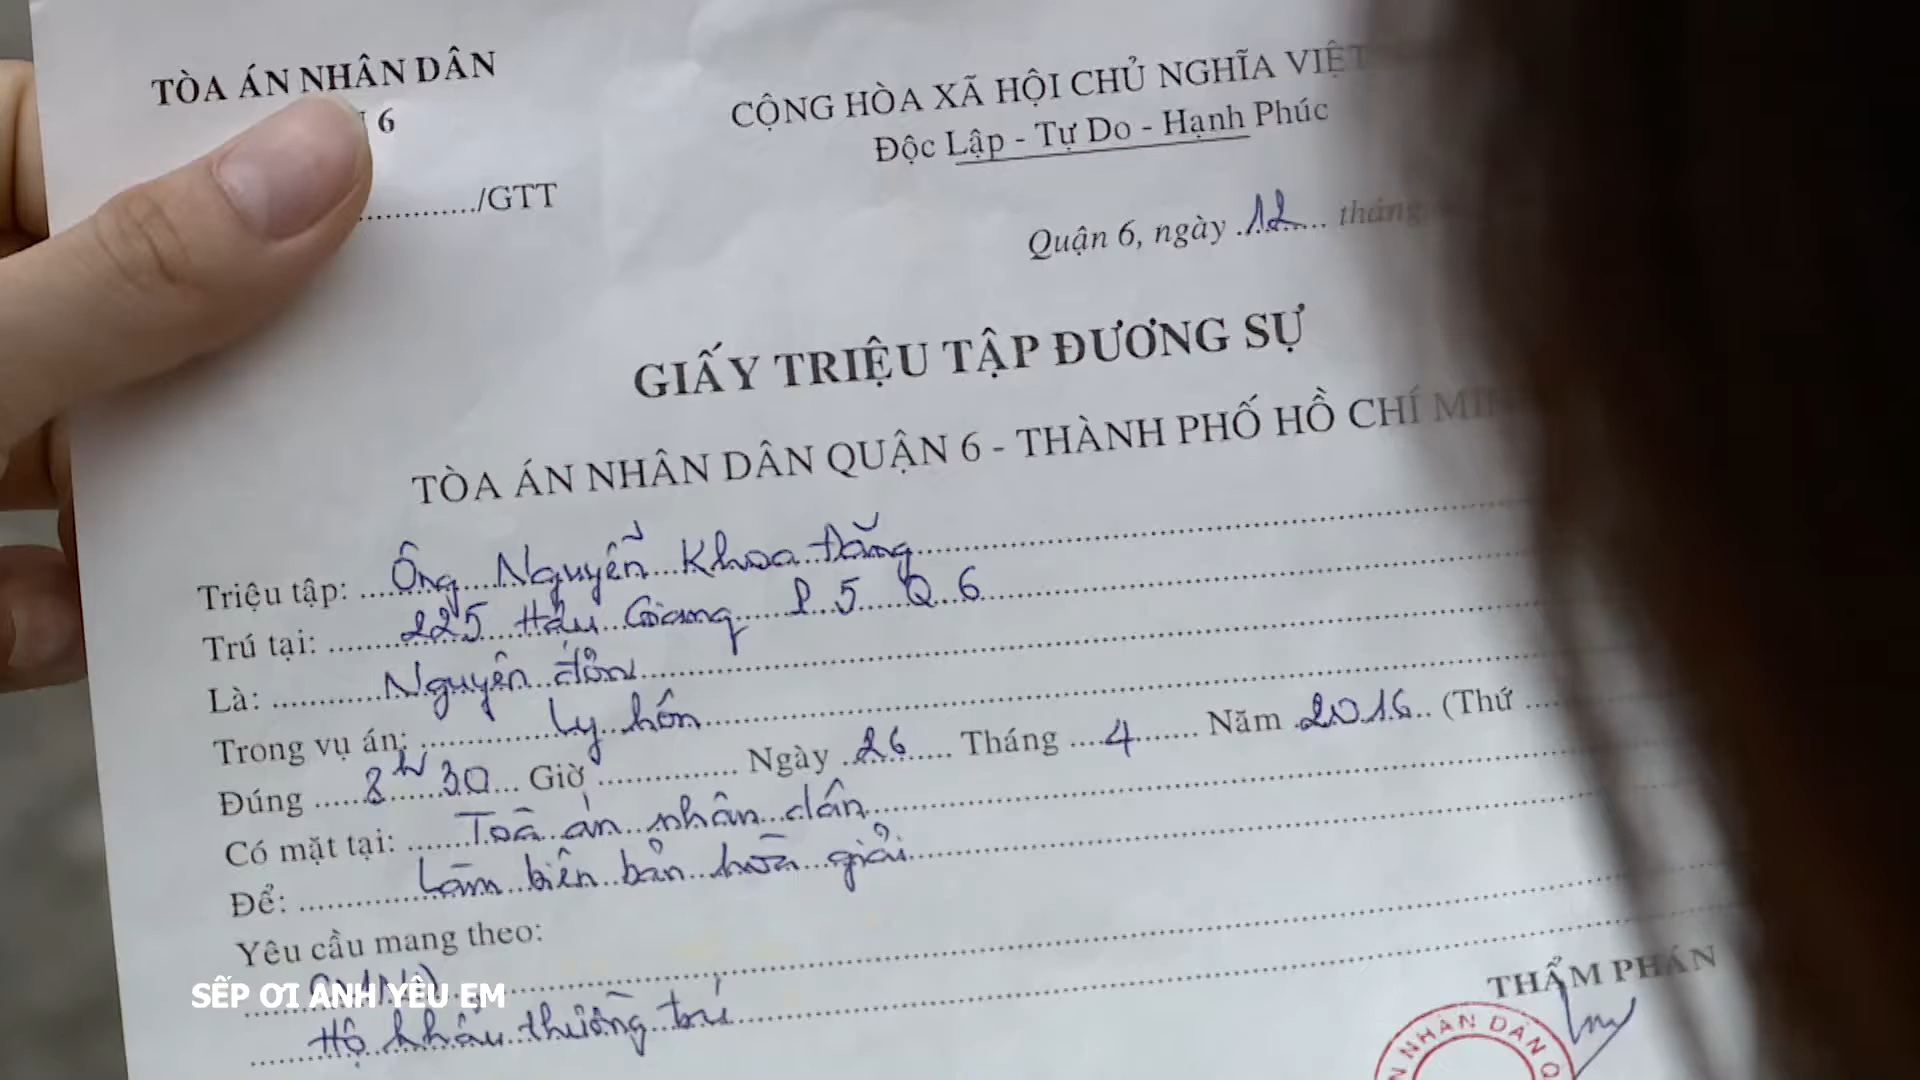 TÒA ÁN NHÂN DÂN
6
CỘNG HÒA XÃ HỘI CHỦ NGHĨA VIỆT
Độc Lập - Tự Do - Hạnh Phúc
............./GTT
Quận 6, ngày 12 tháng
GIẤY TRIỆU TẬP ĐƯƠNG SỰ
TÒA ÁN NHÂN DÂN QUẬN 6 - THÀNH PHỐ HỒ CHÍ MINH
Triệu tập: Ông Nguyễn Khoa Đăng
Trú tại: 225 Hậu Giang P 5 Q 6
Là: Nguyên đơn
Trong vụ án: Ly hôn
Đúng 8h 30 Giờ Ngày 26 Tháng 4 Năm 2016 (Thứ
Có mặt tại: Toà án nhân dân
Để: Làm biên bản hòa giải
Yêu cầu mang theo:
SẾP ƠI ANH YÊU EM
Hộ khẩu thường trú
THẨM PHÁN
NHÂN DÂN Q